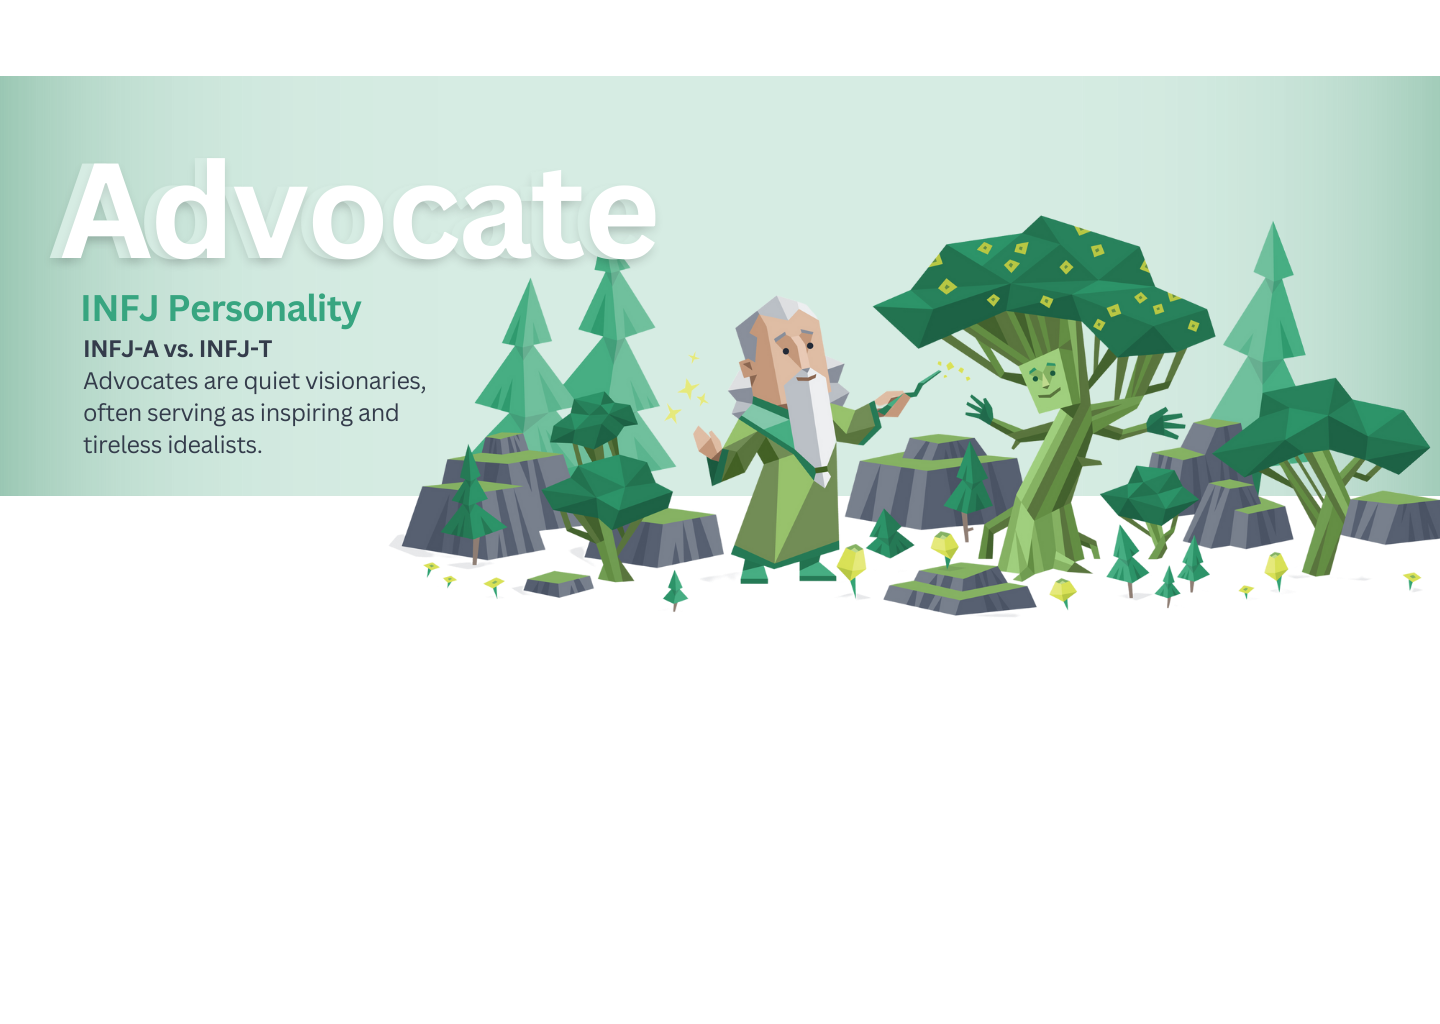 Advocate
INFJ Personality
INFJ-A vs. INFJ-T
Advocates are quiet visionaries,
often serving as inspiring and
tireless idealists.